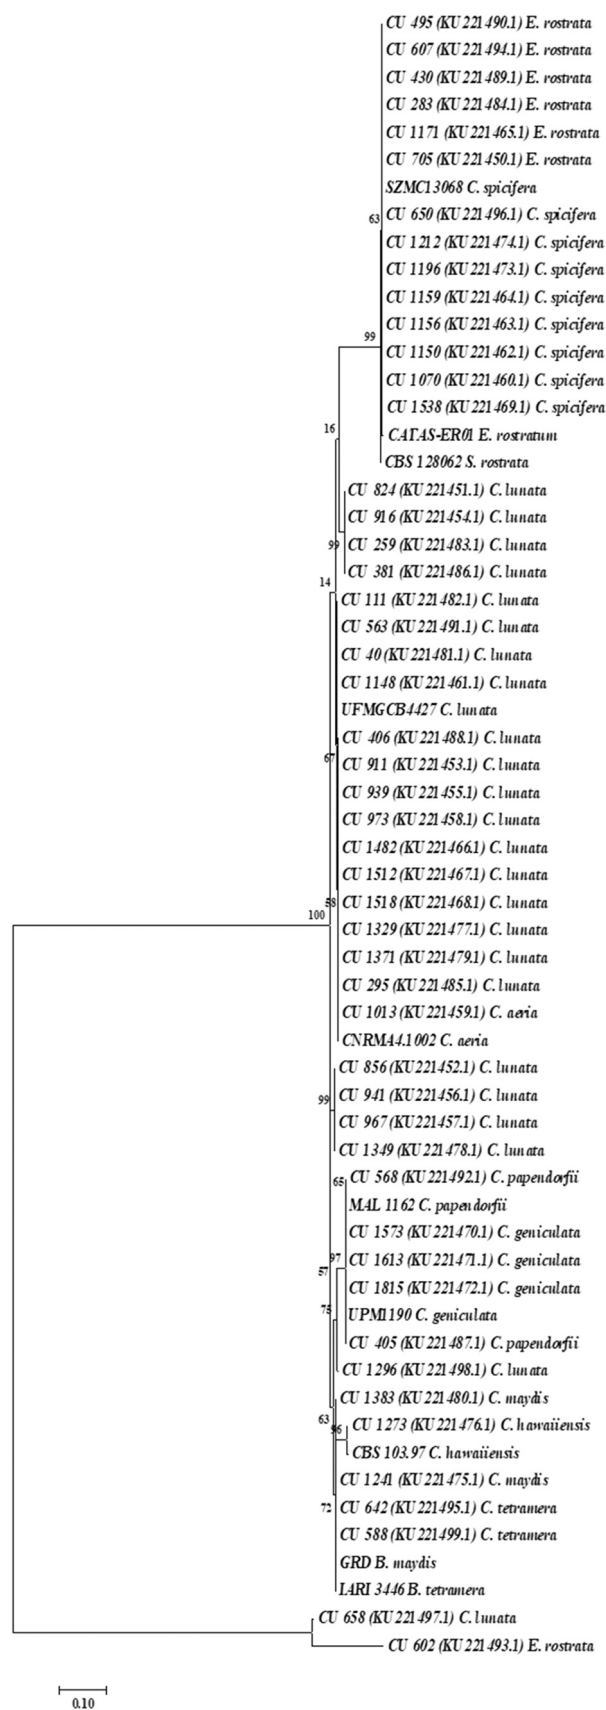 CU 495 (KU221490.1) E. rostrata
CU 607 (KU221494.1) E. rostrata
CU 430 (KU221489.1) E. rostrata
CU 283 (KU221484.1) E. rostrata
CU 1171 (KU221465.1) E. rostrata
CU 705 (KU221450.1) E. rostrata
SZMC13068 C. spicifera
63
CU 650 (KU221496.1) C. spicifera
CU 1212 (KU221474.1) C. spicifera
CU 1196 (KU221473.1) C. spicifera
CU 1159 (KU221464.1) C. spicifera
CU 1156 (KU221463.1) C. spicifera
99
CU 1150 (KU221462.1) C. spicifera
CU 1070 (KU221460.1) C. spicifera
CU 1538 (KU221469.1) C. spicifera
16
CATAS-ER01 E. rostratum
CBS 128062 S. rostrata
CU 824 (KU221451.1) C. lunata
CU 916 (KU221454.1) C. lunata
99
CU 259 (KU221483.1) C. lunata
CU 381 (KU221486.1) C. lunata
14
CU 111 (KU221482.1) C. lunata
CU 563 (KU221491.1) C. lunata
CU 40 (KU221481.1) C. lunata
CU 1148 (KU221461.1) C. lunata
UFMGCB4427 C. lunata
CU 406 (KU221488.1) C. lunata
67
CU 911 (KU221453.1) C. lunata
CU 939 (KU221455.1) C. lunata
CU 973 (KU221458.1) C. lunata
CU 1482 (KU221466.1) C. lunata
CU 1512 (KU221467.1) C. lunata
58
CU 1518 (KU221468.1) C. lunata
100
CU 1329 (KU221477.1) C. lunata
CU 1371 (KU221479.1) C. lunata
CU 295 (KU221485.1) C. lunata
CU 1013 (KU221459.1) C. aeria
CNRMA4.1002 C. aeria
CU 856 (KU221452.1) C. lunata
99
CU 941 (KU221456.1) C. lunata
CU 967 (KU221457.1) C. lunata
CU 1349 (KU221478.1) C. lunata
65
CU 568 (KU221492.1) C. papendorfii
MAL 1162 C. papendorfii
CU 1573 (KU221470.1) C. geniculata
97
CU 1613 (KU221471.1) C. geniculata
57
CU 1815 (KU221472.1) C. geniculata
75
UPM1190 C. geniculata
CU 405 (KU221487.1) C. papendorfii
CU 1296 (KU221498.1) C. lunata
CU 1383 (KU221480.1) C. maydis
63
CU 1273 (KU221476.1) C. hawaiiensis
CBS 103.97 C. hawaiiensis
CU 1241 (KU221475.1) C. maydis
72
CU 642 (KU221495.1) C. tetramera
CU 588 (KU221499.1) C. tetramera
GRD B. maydis
LARI 3446 B. tetramera
CU 658 (KU221497.1) C. lunata
CU 602 (KU221493.1) E. rostrata
0.10